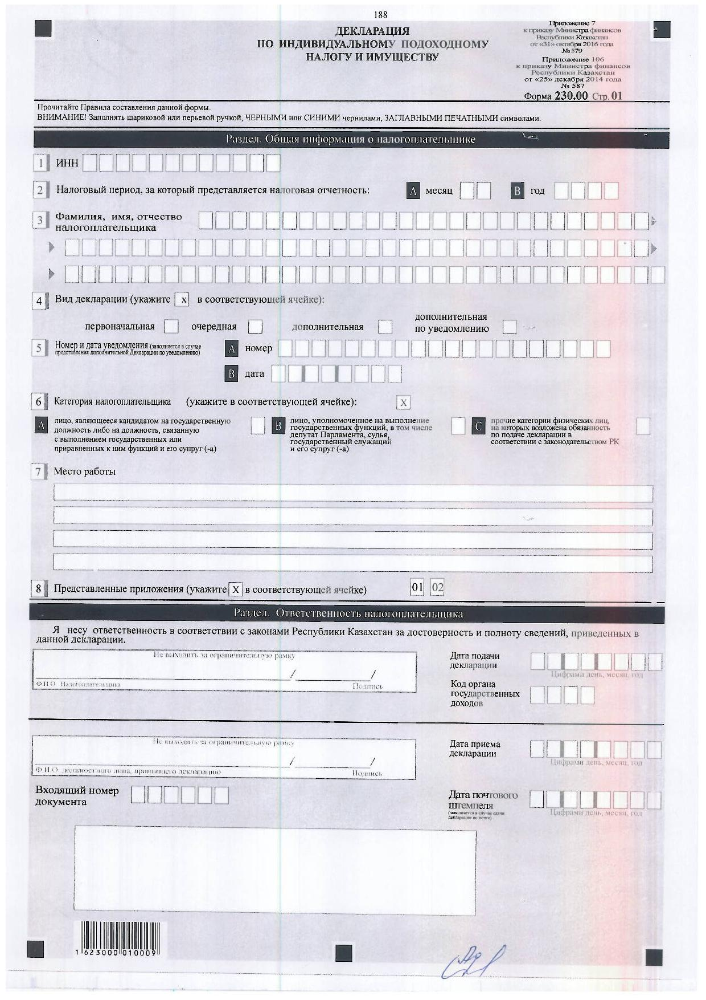 188
ДЕКЛАРАЦИЯ
ПО ИНДИВИДУАЛЬНОМУ ПОДОХОДНОМУ
НАЛОГУ И ИМУЩЕСТВУ
Приложение 7
к приказу Министра финансов
Республики Казахстан
от «31» октября 2016 года
№ 579
Приложение 106
к приказу Министра финансов
Республики Казахстан
от «25» декабря 2014 года
№ 587
Форма 230.00 Стр. 01
Прочитайте Правила составления данной формы.
ВНИМАНИЕ! Заполнять шариковой или перьевой ручкой, ЧЕРНЫМИ или СИНИМИ чернилами, ЗАГЛАВНЫМИ ПЕЧАТНЫМИ символами.
Раздел. Общая информация о налогоплательщике
1 ИНН
2 Налоговый период, за который представляется налоговая отчетность: A месяц B год
3 Фамилия, имя, отчество
налогоплательщика
4 Вид декларации (укажите x в соответствующей ячейке):
первоначальная очередная дополнительная дополнительная
по уведомлению
5 Номер и дата уведомления (заполняется в случае
представления дополнительной Декларации по уведомлению)
A номер
B дата
6 Категория налогоплательщика (укажите в соответствующей ячейке): X
A лицо, являющееся кандидатом на государственную
должность либо на должность, связанную
с выполнением государственных или
приравненных к ним функций и его супруг (-а)
B лицо, уполномоченное на выполнение
государственных функций, в том числе
депутат Парламента, судья,
государственный служащий
и его супруг (-а)
C прочие категории физических лиц,
на которых возложена обязанность
по подаче декларации в
соответствии с законодательством РК
7 Место работы
8 Представленные приложения (укажите X в соответствующей ячейке) 01 02
Раздел. Ответственность налогоплательщика
Я несу ответственность в соответствии с законами Республики Казахстан за достоверность и полноту сведений, приведенных в
данной декларации.
Не выходить за ограничительную рамку
/ /
Ф.И.О. Налогоплательщика Подпись
Дата подачи
декларации
Цифрами день, месяц, год
Код органа
государственных
доходов
Не выходить за ограничительную рамку
/ /
Ф.И.О. должностного лица, принявшего декларацию Подпись
Дата приема
декларации
Цифрами день, месяц, год
Входящий номер
документа
Дата почтового
штемпеля
(заполняется в случае сдачи
декларации по почте)
Цифрами день, месяц, год
1 623000 010009